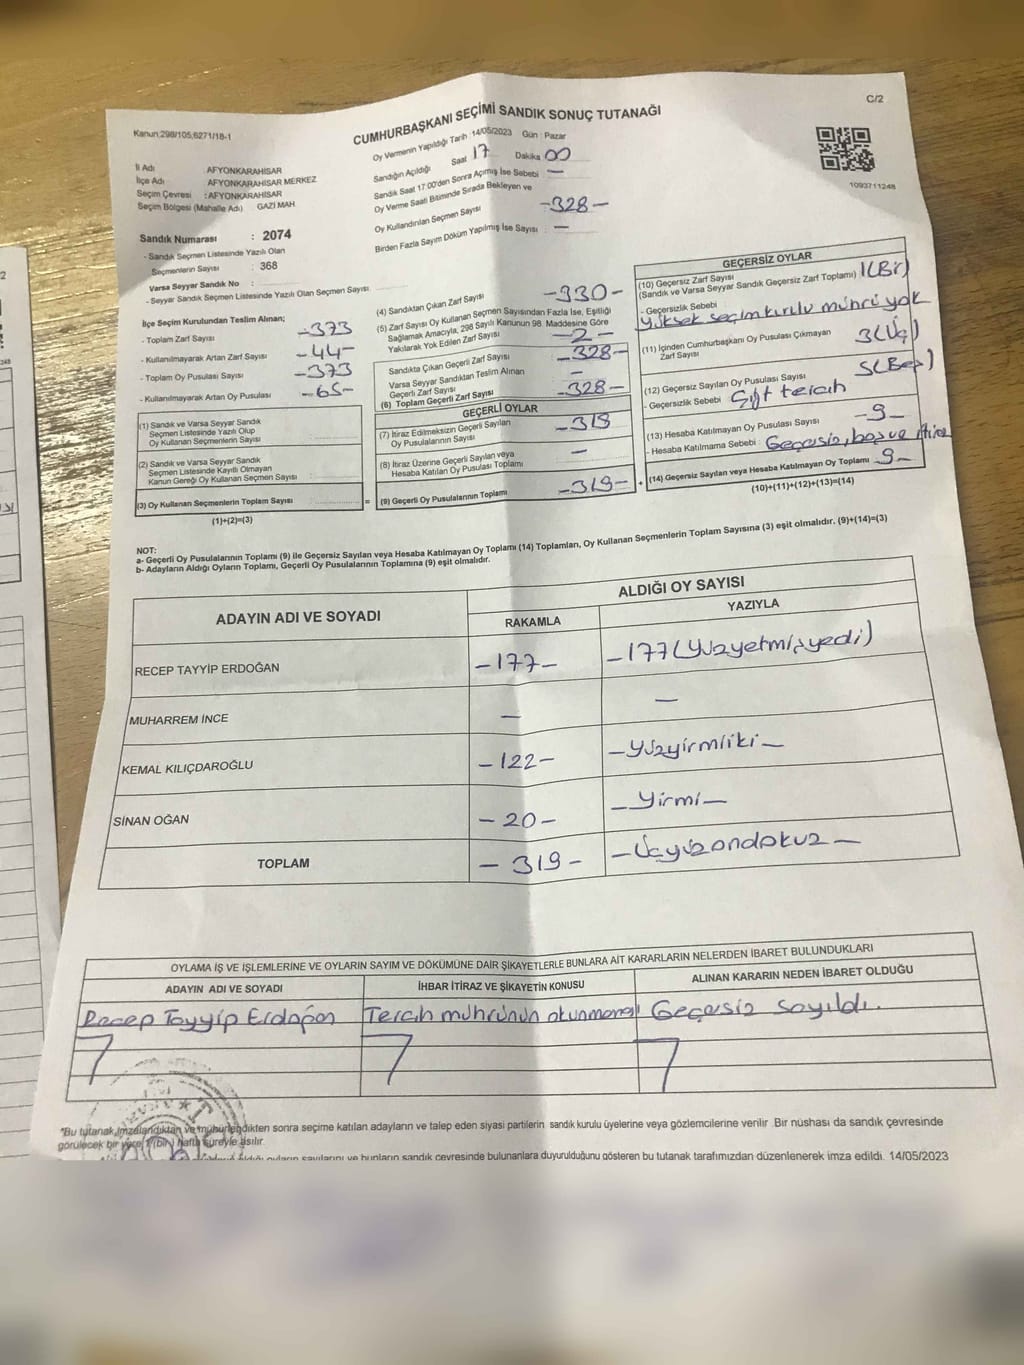 C/2
Kanun:298/105;6271/18-1
CUMHURBAŞKANI SEÇİMİ SANDIK SONUÇ TUTANAĞI
Oy Vermenin Yapıldığı Tarih :14/05/2023 Gün : Pazar
İl Adı : AFYONKARAHİSAR
İlçe Adı : AFYONKARAHİSAR MERKEZ
Seçim Çevresi : AFYONKARAHİSAR
Seçim Bölgesi (Mahalle Adı) GAZİ MAH.
Sandığın Açıldığı Saat 17 Dakika 00
Sandık Saat 17:00'den Sonra Açılmış İse Sebebi —
Oy Verme Saati Bitiminde Sırada Bekleyen ve
Oy Kullandırılan Seçmen Sayısı -328-
Birden Fazla Sayım Döküm Yapılmış İse Sayısı : —
1093711248
Sandık Numarası : 2074
- Sandık Seçmen Listesinde Yazılı Olan
Seçmenlerin Sayısı : 368
Varsa Seyyar Sandık No :
- Seyyar Sandık Seçmen Listesinde Yazılı Olan Seçmen Sayısı
İlçe Seçim Kurulundan Teslim Alınan;
- Toplam Zarf Sayısı -373
- Kullanılmayarak Artan Zarf Sayısı -44-
- Toplam Oy Pusulası Sayısı -373
- Kullanılmayarak Artan Oy Pusulası -65-
(1) Sandık ve Varsa Seyyar Sandık
Seçmen Listesinde Yazılı Olup
Oy Kullanan Seçmenlerin Sayısı :
(2) Sandık ve Varsa Seyyar Sandık
Seçmen Listesinde Kayıtlı Olmayan
Kanun Gereği Oy Kullanan Seçmen Sayısı :
(3) Oy Kullanan Seçmenlerin Toplam Sayısı =
(1)+(2)=(3)
(4) Sandıktan Çıkan Zarf Sayısı -330-
(5) Zarf Sayısı Oy Kullanan Seçmen Sayısından Fazla İse, Eşitliği
Sağlamak Amacıyla, 298 Sayılı Kanunun 98. Maddesine Göre
Yakılarak Yok Edilen Zarf Sayısı -2-
Sandıkta Çıkan Geçerli Zarf Sayısı -328-
Varsa Seyyar Sandıktan Teslim Alınan
Geçerli Zarf Sayısı —
(6) Toplam Geçerli Zarf Sayısı -328-
GEÇERLİ OYLAR
(7) İtiraz Edilmeksizin Geçerli Sayılan
Oy Pusulalarının Sayısı -319
(8) İtiraz Üzerine Geçerli Sayılan veya
Hesaba Katılan Oy Pusulası Toplamı —
(9) Geçerli Oy Pusulalarının Toplamı -319- +
GEÇERSİZ OYLAR
(10) Geçersiz Zarf Sayısı
(Sandık ve Varsa Seyyar Sandık Geçersiz Zarf Toplamı) 1(Bir)
- Geçersizlik Sebebi :
Yüksek seçim kurulu mührü yok
(11) İçinden Cumhurbaşkanı Oy Pusulası Çıkmayan
Zarf Sayısı 3(Üç)
(12) Geçersiz Sayılan Oy Pusulası Sayısı 5(Beş)
- Geçersizlik Sebebi : Çift tercih
(13) Hesaba Katılmayan Oy Pusulası Sayısı -9-
- Hesaba Katılmama Sebebi : Geçersiz, boş ve itiraz
(14) Geçersiz Sayılan veya Hesaba Katılmayan Oy Toplamı 9-
(10)+(11)+(12)+(13)=(14)
NOT:
a- Geçerli Oy Pusulalarının Toplamı (9) ile Geçersiz Sayılan veya Hesaba Katılmayan Oy Toplamı (14) Toplamları, Oy Kullanan Seçmenlerin Toplam Sayısına (3) eşit olmalıdır. (9)+(14)=(3)
b- Adayların Aldığı Oyların Toplamı, Geçerli Oy Pusulalarının Toplamına (9) eşit olmalıdır.
ADAYIN ADI VE SOYADI
ALDIĞI OY SAYISI
RAKAMLA YAZIYLA
RECEP TAYYİP ERDOĞAN -177- -177(Yüzyetmişyedi)
MUHARREM İNCE — —
KEMAL KILIÇDAROĞLU -122- -Yüzyirmiiki-
SİNAN OĞAN -20- -Yirmi-
TOPLAM -319- -Üçyüzondokuz-
OYLAMA İŞ VE İŞLEMLERİNE VE OYLARIN SAYIM VE DÖKÜMÜNE DAİR ŞİKAYETLERLE BUNLARA AİT KARARLARIN NELERDEN İBARET BULUNDUKLARI
ADAYIN ADI VE SOYADI İHBAR İTİRAZ VE ŞİKAYETİN KONUSU ALINAN KARARIN NEDEN İBARET OLDUĞU
Recep Tayyip Erdoğan Tercih mührünün okunmaması Geçersiz sayıldı.
"Bu tutanak imzalandıktan ve mühürlendikten sonra seçime katılan adayların ve talep eden siyasi partilerin sandık kurulu üyelerine veya gözlemcilerine verilir. Bir nüshası da sandık çevresinde
görülecek bir yere 1 (bir) hafta süreyle asılır.
oyların sayılarını ve bunların sandık çevresinde bulunanlara duyurulduğunu gösteren bu tutanak tarafımızdan düzenlenerek imza edildi. 14/05/2023